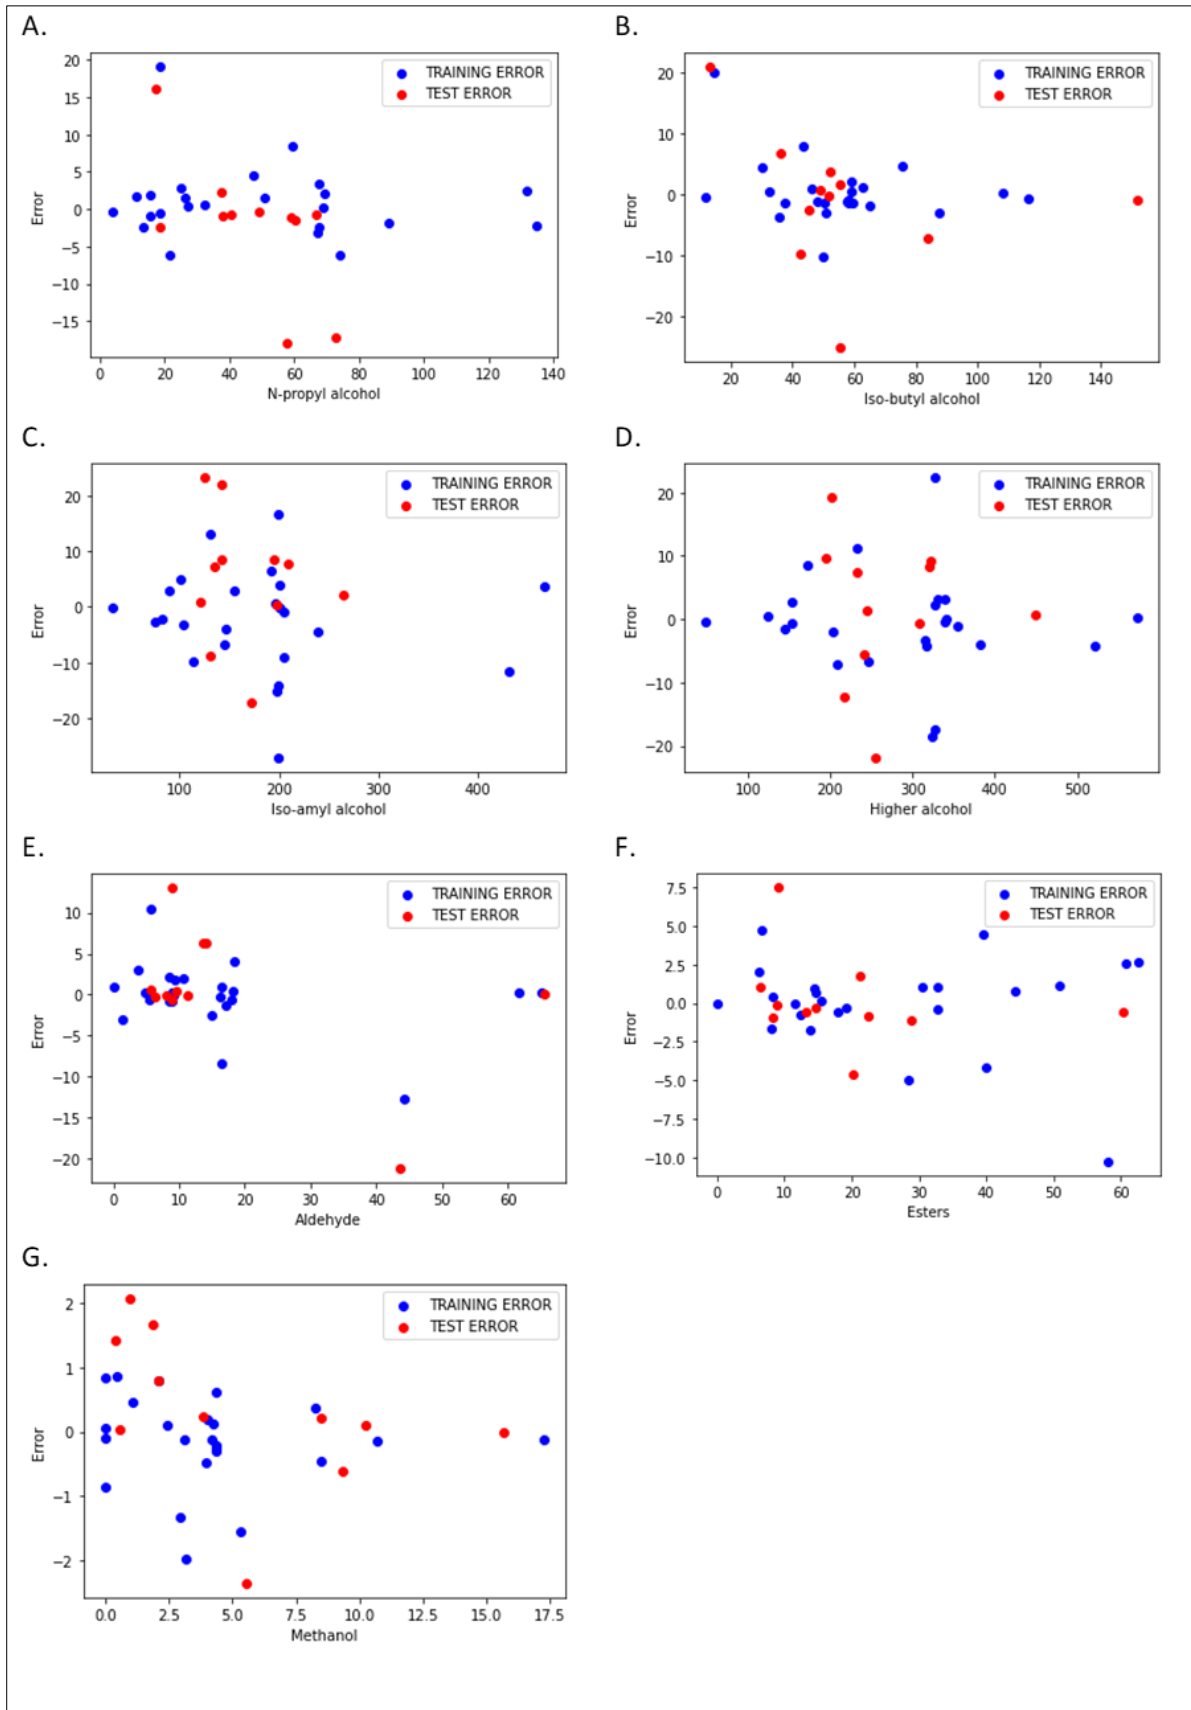 A.
TRAINING ERROR
TEST ERROR
20
15
10
5
0
−5
−10
−15
Error
0 20 40 60 80 100 120 140
N-propyl alcohol
B.
TRAINING ERROR
TEST ERROR
20
10
0
−10
−20
Error
20 40 60 80 100 120 140
Iso-butyl alcohol
C.
TRAINING ERROR
TEST ERROR
20
10
0
−10
−20
Error
100 200 300 400
Iso-amyl alcohol
D.
TRAINING ERROR
TEST ERROR
20
10
0
−10
−20
Error
100 200 300 400 500
Higher alcohol
E.
TRAINING ERROR
TEST ERROR
10
5
0
−5
−10
−15
−20
Error
0 10 20 30 40 50 60
Aldehyde
F.
TRAINING ERROR
TEST ERROR
7.5
5.0
2.5
0.0
−2.5
−5.0
−7.5
−10.0
Error
0 10 20 30 40 50 60
Esters
G.
TRAINING ERROR
TEST ERROR
2
1
0
−1
−2
Error
0.0 2.5 5.0 7.5 10.0 12.5 15.0 17.5
Methanol